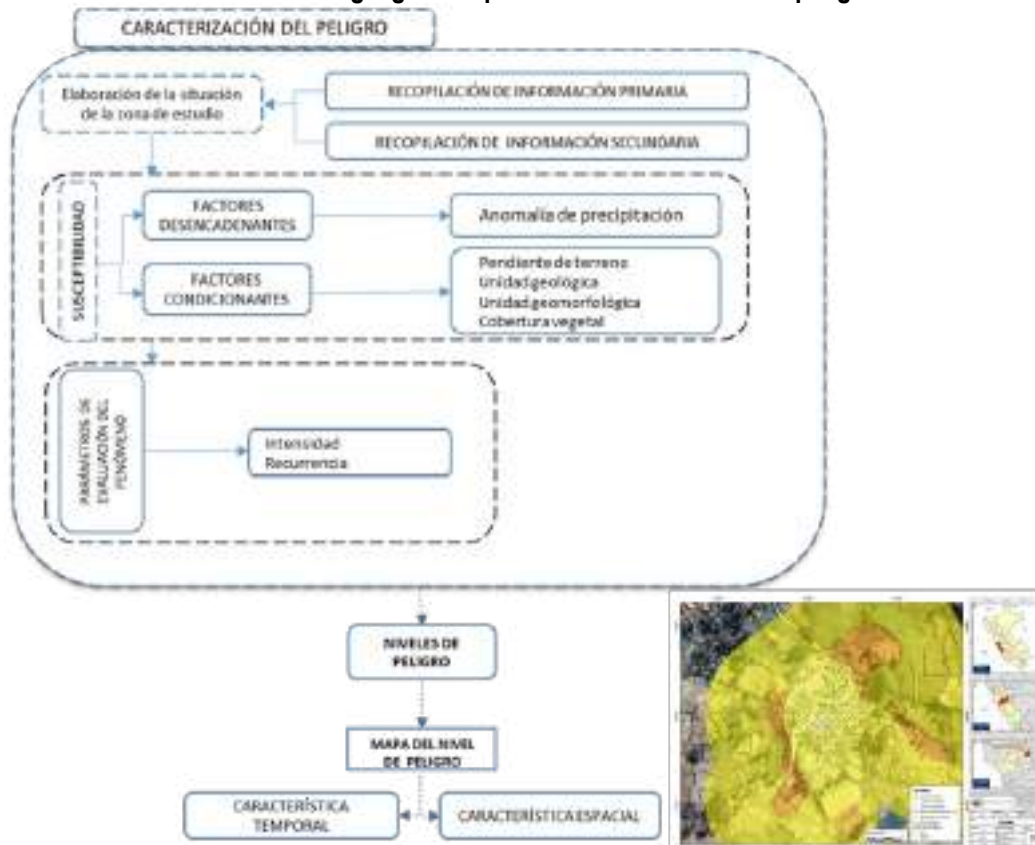 CARACTERIZACIÓN DEL PELIGRO
Elaboración de la situación
de la zona de estudio
RECOPILACIÓN DE INFORMACIÓN PRIMARIA
RECOPILACIÓN DE INFORMACIÓN SECUNDARIA
SUSCEPTIBILIDAD
FACTORES
DESENCADENANTES
Anomalía de precipitación
FACTORES
CONDICIONANTES
Pendiente de terreno
Unidad geológica
Unidad geomorfológica
Cobertura vegetal
PARÁMETROS DE
EVALUACIÓN DEL
FENÓMENO
Intensidad
Recurrencia
NIVELES DE
PELIGRO
MAPA DEL NIVEL
DE PELIGRO
CARACTERÍSTICA
TEMPORAL
CARACTERÍSTICA ESPACIAL